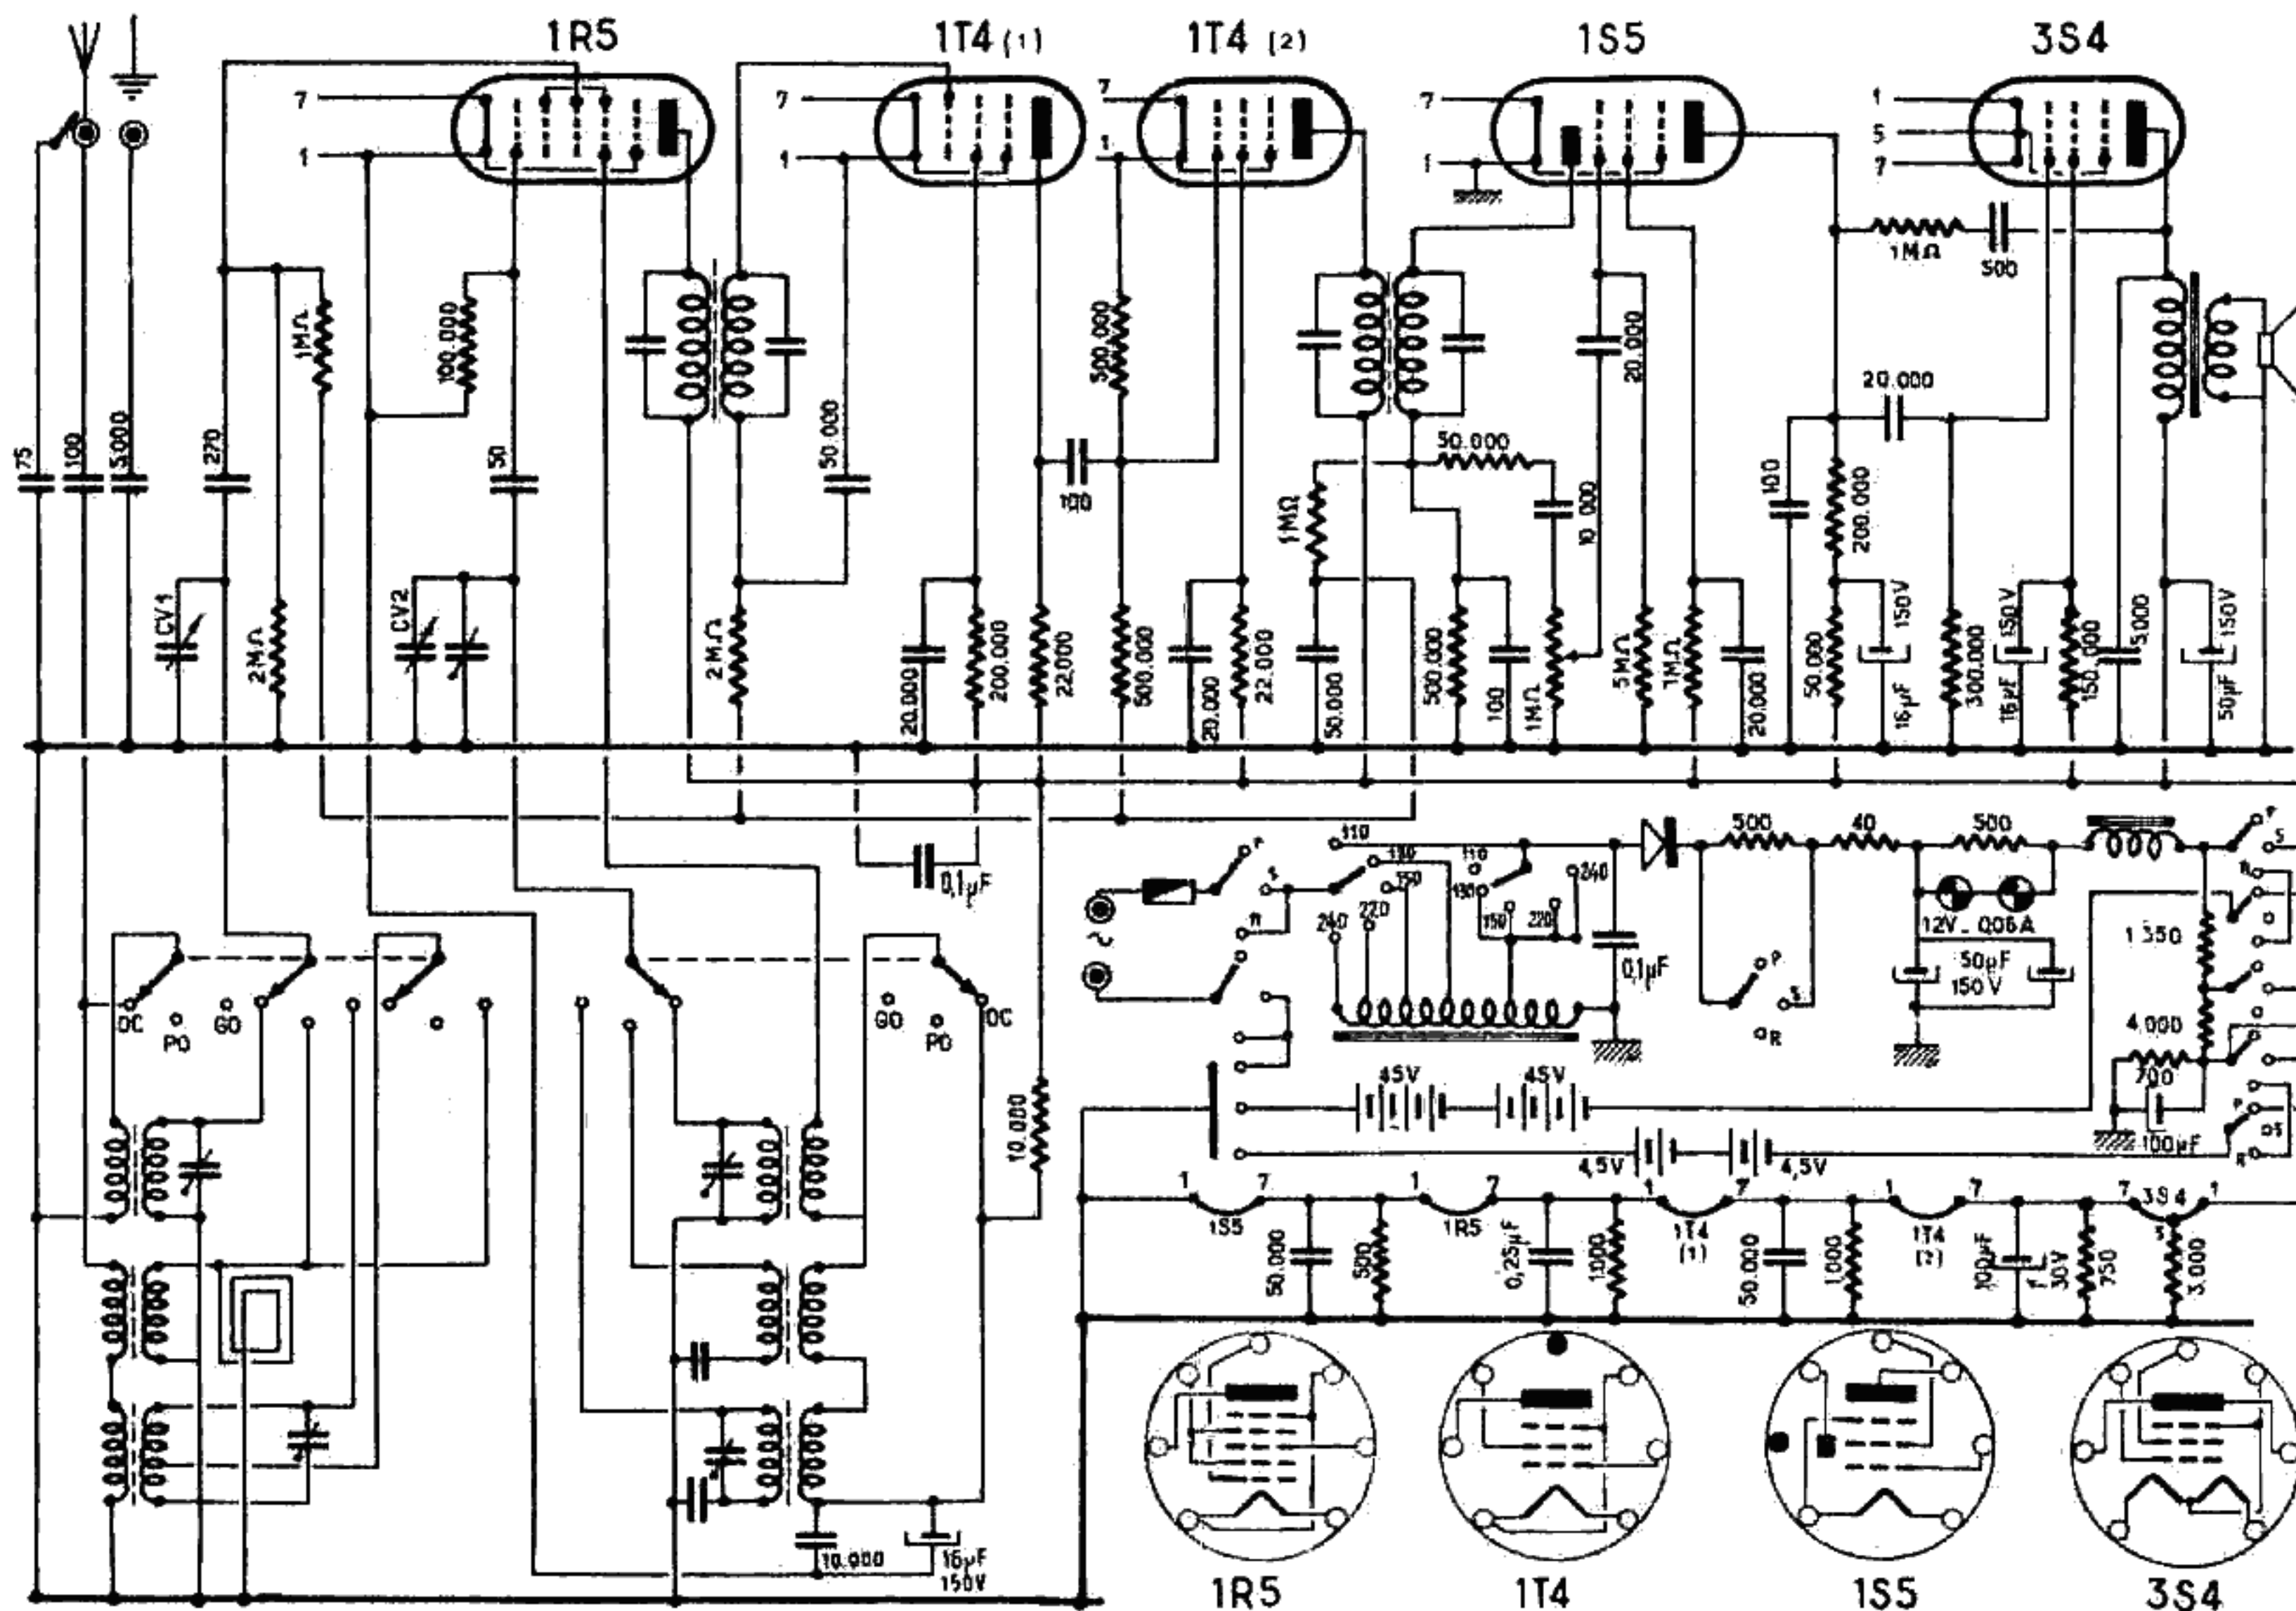 1R5 1T4 (1) 1T4 (2) 1S5 3S4
7 7 7 7 1
5
1 1 1 1 7
1MΩ 500
1MΩ 100.000 500.000 20.000
20.000
75 100 5000 270 50 50.000 100 50.000 10.000 100 200.000
1MΩ
CV1 CV2
2MΩ 2MΩ 20.000 200.000 22.000 500.000 20.000 22.000 50.000 500.000 100 1MΩ 5MΩ 1MΩ 20.000 50.000 16µF 150V 300.000 16µF 150V 150.000 5.000 50µF 150V
0,1µF
110 130 150 220 240
110 130 150 220 240
500 40 500
P S R
12V_0,06A
50µF
150V
0,1µF
P S R
1 350
4.000
700
100µF
P S R
OC PO GO GO PO OC
10.000
45V 45V
4,5V 4,5V
1 7 1 7 1 7 1 7 7 3S4 1
1S5 1R5 1T4 (1) 1T4 (2) 5
50.000 500 0,25µF 1000 50.000 1000 100µF 30V 750 3.000
10.000 16µF
150V
1R5 1T4 1S5 3S4